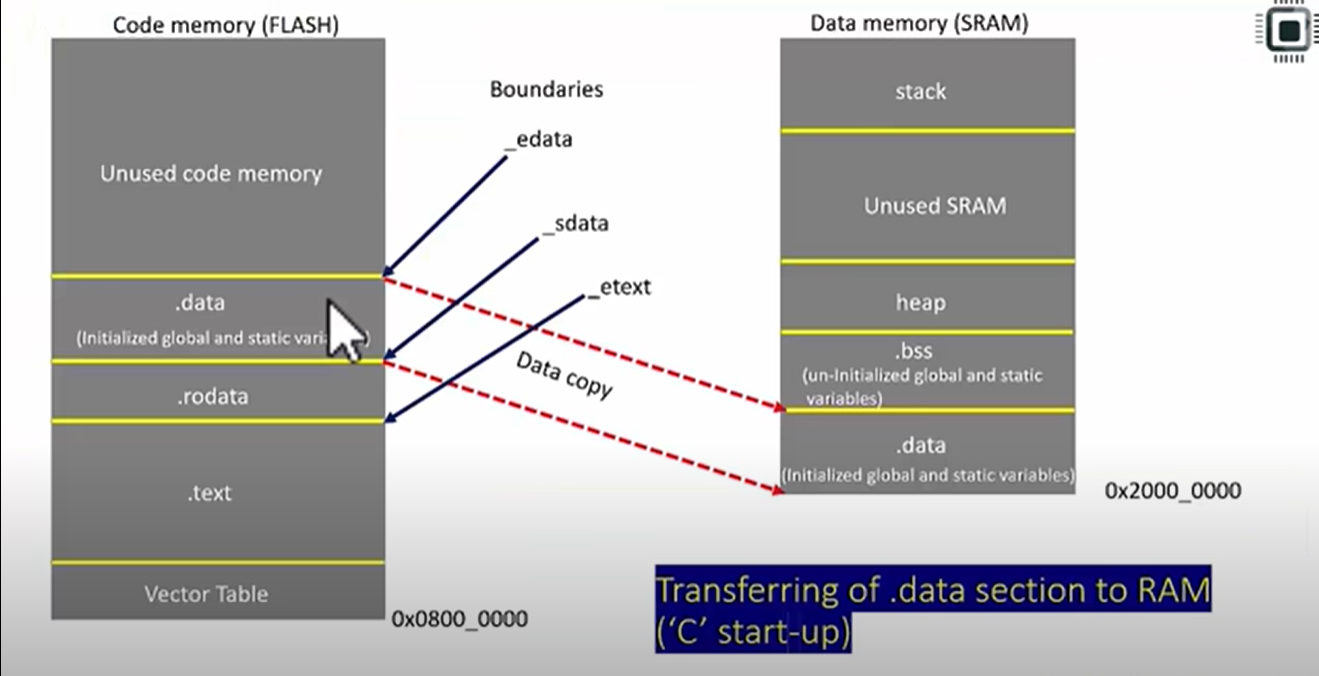 Code memory (FLASH)
Unused code memory
.data
(Initialized global and static vari
.rodata
.text
Vector Table
0x0800_0000
Boundaries
_edata
_sdata
_etext
Data copy
Data memory (SRAM)
stack
Unused SRAM
heap
.bss
(un-Initialized global and static
variables)
.data
(Initialized global and static variables)
0x2000_0000
Transferring of .data section to RAM
(‘C’ start-up)